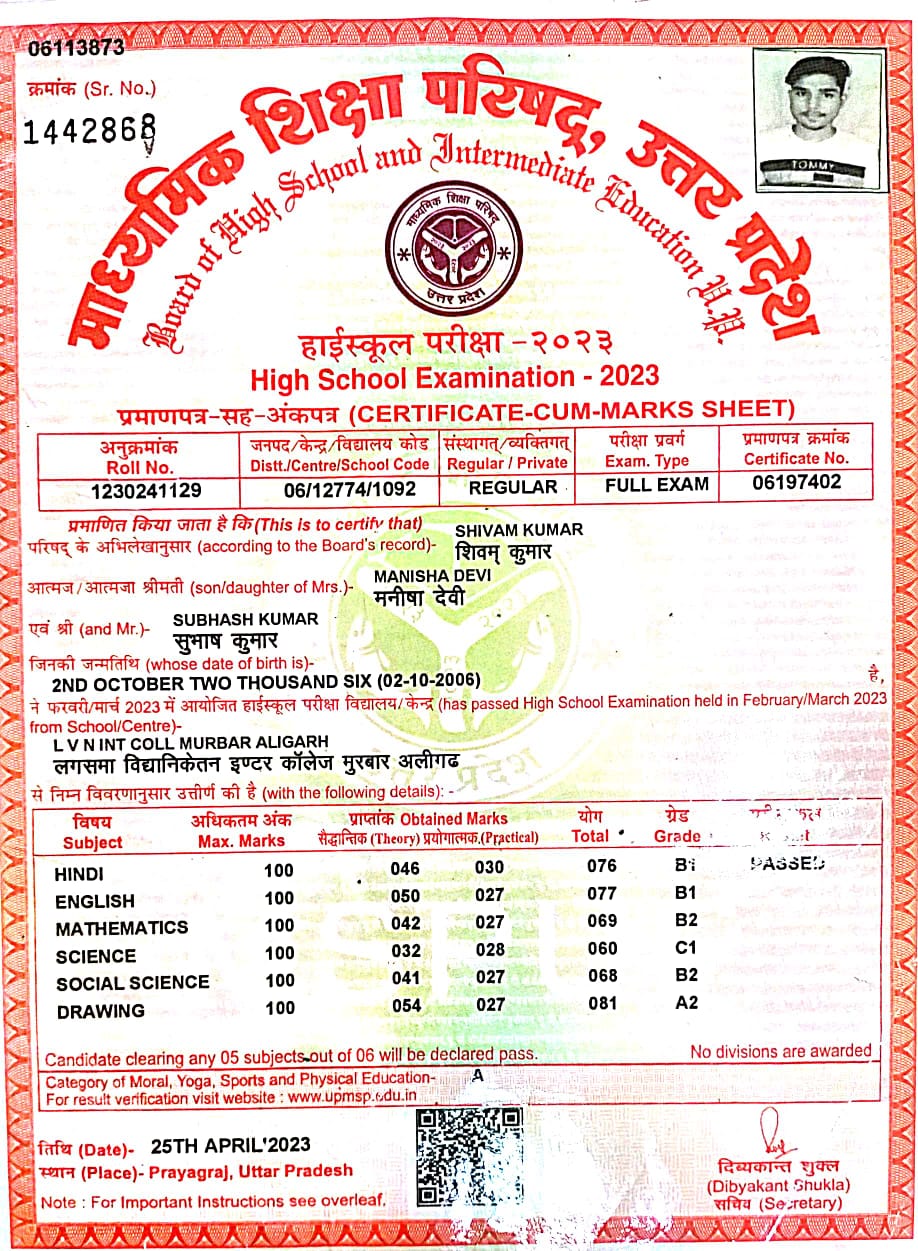 06113873
क्रमांक (Sr. No.)
1442868
माध्यमिक शिक्षा परिषद्, उत्तर प्रदेश
Board of High School and Intermediate Education U.P.
माध्यमिक शिक्षा परिषद्
उत्तर प्रदेश
TOMMY
हाईस्कूल परीक्षा -२०२३
High School Examination - 2023
प्रमाणपत्र-सह-अंकपत्र (CERTIFICATE-CUM-MARKS SHEET)
अनुक्रमांक जनपद/केन्द्र/विद्यालय कोड संस्थागत्/व्यक्तिगत् परीक्षा प्रवर्ग प्रमाणपत्र क्रमांक
Roll No. Distt./Centre/School Code Regular / Private Exam. Type Certificate No.
1230241129 06/12774/1092 REGULAR FULL EXAM 06197402
प्रमाणित किया जाता है कि(This is to certify that) SHIVAM KUMAR
परिषद् के अभिलेखानुसार (according to the Board's record)- शिवम् कुमार
MANISHA DEVI
आत्मज/आत्मजा श्रीमती (son/daughter of Mrs.)- मनीषा देवी
SUBHASH KUMAR
एवं श्री (and Mr.)- सुभाष कुमार
जिनकी जन्मतिथि (whose date of birth is)-
2ND OCTOBER TWO THOUSAND SIX (02-10-2006) है,
ने फरवरी/मार्च 2023 में आयोजित हाईस्कूल परीक्षा विद्यालय/केन्द्र (has passed High School Examination held in February/March 2023
from School/Centre)-
L V N INT COLL MURBAR ALIGARH
लगसमा विद्यानिकेतन इण्टर कॉलेज मुरबार अलीगढ
से निम्न विवरणानुसार उत्तीर्ण की है (with the following details): -
विषय अधिकतम अंक प्राप्तांक Obtained Marks योग ग्रेड
Subject Max. Marks सैद्धान्तिक (Theory) प्रयोगात्मक.(Practical) Total Grade
HINDI 100 046 030 076 B1 PASSED
ENGLISH 100 050 027 077 B1
MATHEMATICS 100 042 027 069 B2
SCIENCE 100 032 028 060 C1
SOCIAL SCIENCE 100 041 027 068 B2
DRAWING 100 054 027 081 A2
Candidate clearing any 05 subjects out of 06 will be declared pass. No divisions are awarded
Category of Moral, Yoga, Sports and Physical Education- A
For result verification visit website : www.upmsp.edu.in
तिथि (Date)- 25TH APRIL'2023
स्थान (Place)- Prayagraj, Uttar Pradesh
Note : For Important Instructions see overleaf.
दिब्यकान्त शुक्ल
(Dibyakant Shukla)
सचिव (Secretary)